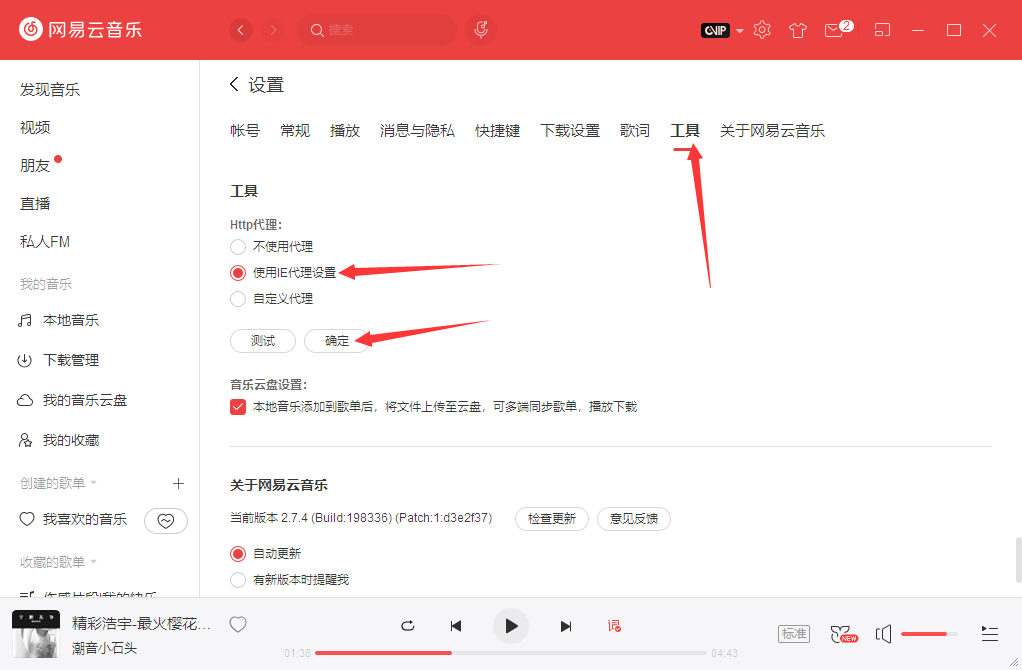 网易云音乐
搜索
VIP
2
发现音乐
视频
朋友
直播
私人FM
我的音乐
本地音乐
下载管理
我的音乐云盘
我的收藏
创建的歌单
我喜欢的音乐
收藏的歌单
设置
帐号 常规 播放 消息与隐私 快捷键 下载设置 歌词 工具 关于网易云音乐
工具
Http代理:
不使用代理
使用IE代理设置
自定义代理
测试 确定
音乐云盘设置:
本地音乐添加到歌单后，将文件上传至云盘，可多端同步歌单，播放下载
关于网易云音乐
当前版本 2.7.4 (Build:198336) (Patch:1:d3e2f37) 检查更新 意见反馈
自动更新
有新版本时提醒我
精彩浩宇-最火樱花...
潮音小石头
词
01:38 04:43
标准
NEW